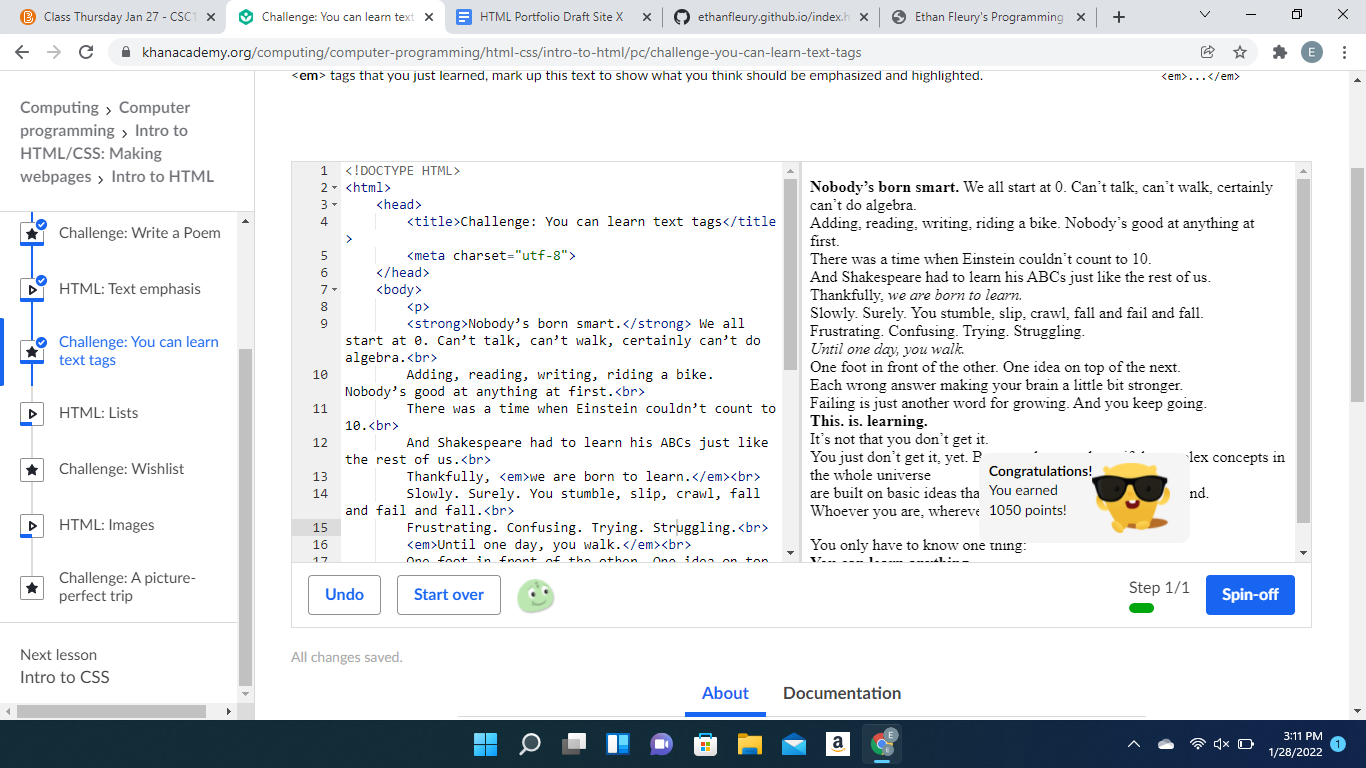 Class Thursday Jan 27 - CSC1
Challenge: You can learn text
HTML Portfolio Draft Site X
ethanfleury.github.io/index.h
Ethan Fleury's Programming
khanacademy.org/computing/computer-programming/html-css/intro-to-html/pc/challenge-you-can-learn-text-tags
E
<em> tags that you just learned, mark up this text to show what you think should be emphasized and highlighted.
<em>...</em>
Computing > Computer
programming > Intro to
HTML/CSS: Making
webpages > Intro to HTML
Challenge: Write a Poem
HTML: Text emphasis
Challenge: You can learn
text tags
HTML: Lists
Challenge: Wishlist
HTML: Images
Challenge: A picture-
perfect trip
Next lesson
Intro to CSS
1 <!DOCTYPE HTML>
2 <html>
3 <head>
4 <title>Challenge: You can learn text tags</title
>
5 <meta charset="utf-8">
6 </head>
7 <body>
8 <p>
9 <strong>Nobody’s born smart.</strong> We all
start at 0. Can’t talk, can’t walk, certainly can’t do
algebra.<br>
10 Adding, reading, writing, riding a bike.
Nobody’s good at anything at first.<br>
11 There was a time when Einstein couldn’t count to
10.<br>
12 And Shakespeare had to learn his ABCs just like
the rest of us.<br>
13 Thankfully, <em>we are born to learn.</em><br>
14 Slowly. Surely. You stumble, slip, crawl, fall
and fail and fall.<br>
15 Frustrating. Confusing. Trying. Struggling.<br>
16 <em>Until one day, you walk.</em><br>
17 One foot in front of the other. One idea on top
Nobody’s born smart. We all start at 0. Can’t talk, can’t walk, certainly
can’t do algebra.
Adding, reading, writing, riding a bike. Nobody’s good at anything at
first.
There was a time when Einstein couldn’t count to 10.
And Shakespeare had to learn his ABCs just like the rest of us.
Thankfully, we are born to learn.
Slowly. Surely. You stumble, slip, crawl, fall and fail and fall.
Frustrating. Confusing. Trying. Struggling.
Until one day, you walk.
One foot in front of the other. One idea on top of the next.
Each wrong answer making your brain a little bit stronger.
Failing is just another word for growing. And you keep going.
This. is. learning.
It’s not that you don’t get it.
You just don’t get it, yet. concepts in
the whole universe
are built on basic ideas
Whoever you are,
You only have to know one thing:
You can learn anything.
Congratulations!
You earned
1050 points!
Undo
Start over
Step 1/1
Spin-off
All changes saved.
About
Documentation
a
E
3:11 PM
1/28/2022
1